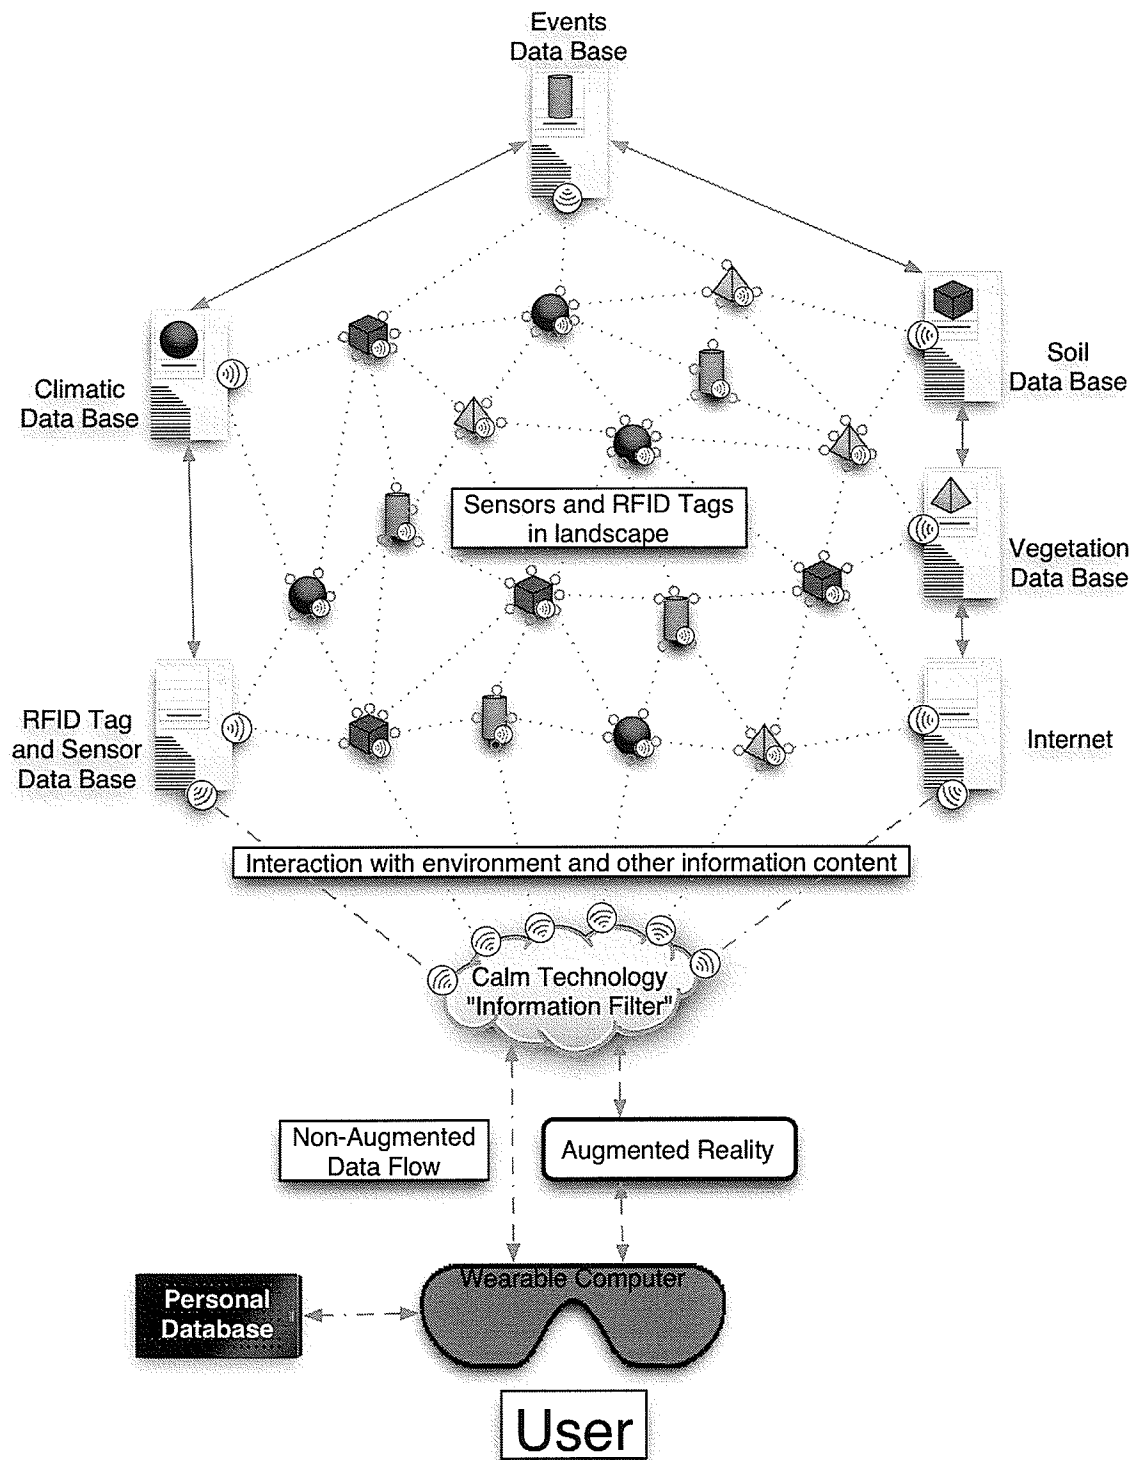 Events
Data Base
Climatic
Data Base
Soil
Data Base
Sensors and RFID Tags
in landscape
Vegetation
Data Base
RFID Tag
and Sensor
Data Base
Internet
Interaction with environment and other information content
Calm Technology
"Information Filter"
Non-Augmented
Data Flow
Augmented Reality
Wearable Computer
Personal
Database
User